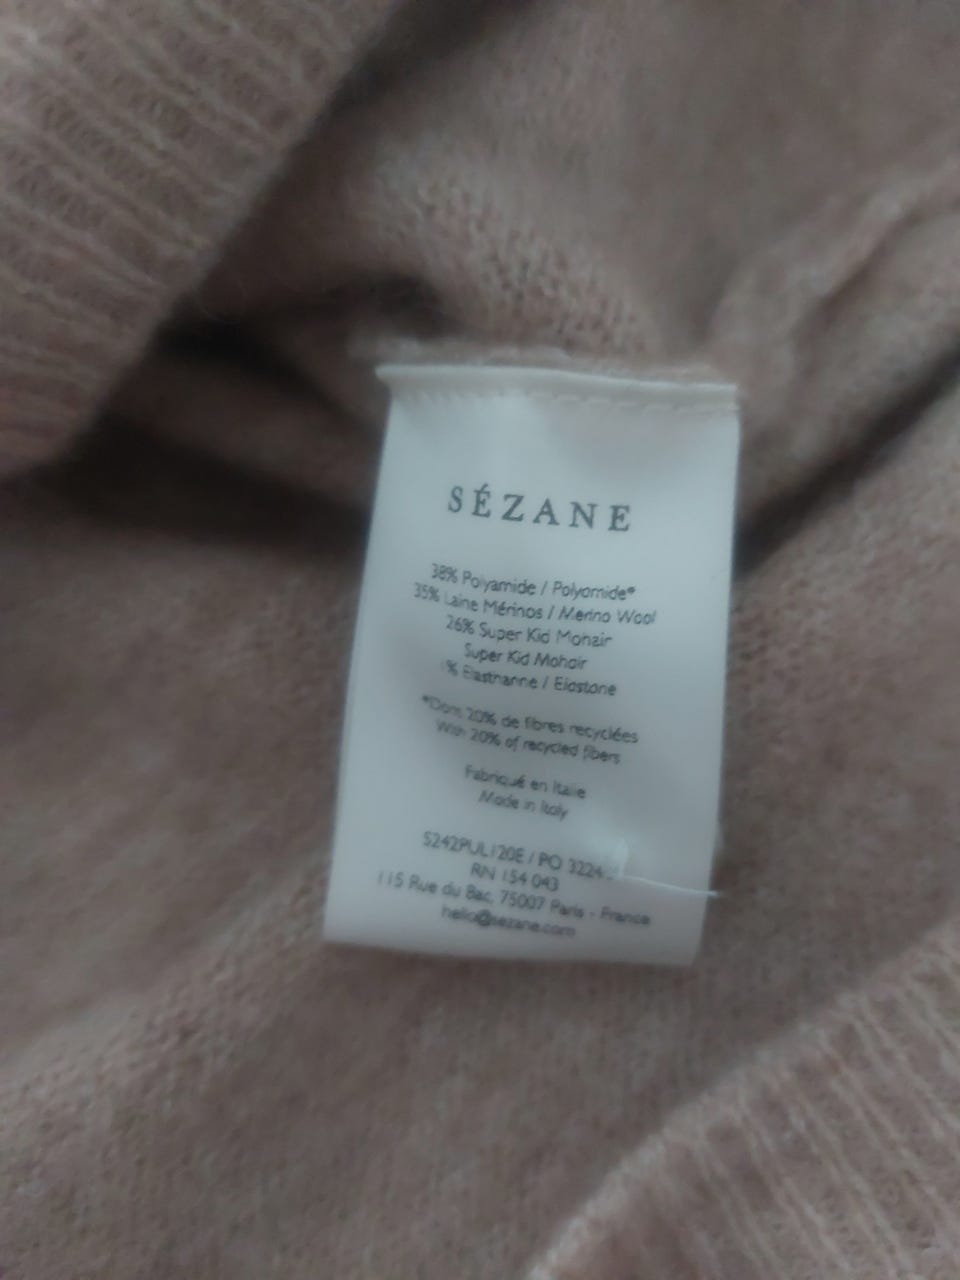 SÉZANE
38% Polyamide / Polyamide*
35% Laine Mérinos / Merino Wool
26% Super Kid Mohair
Super Kid Mohair
1% Elasthanne / Elastane
*Dont 20% de fibres recyclées
With 20% of recycled fibers
Fabriqué en Italie
Made in Italy
S242PUL120E / PO
RN 154 043
115 Rue du Bac, 75007 Paris - France
hello@sezane.com